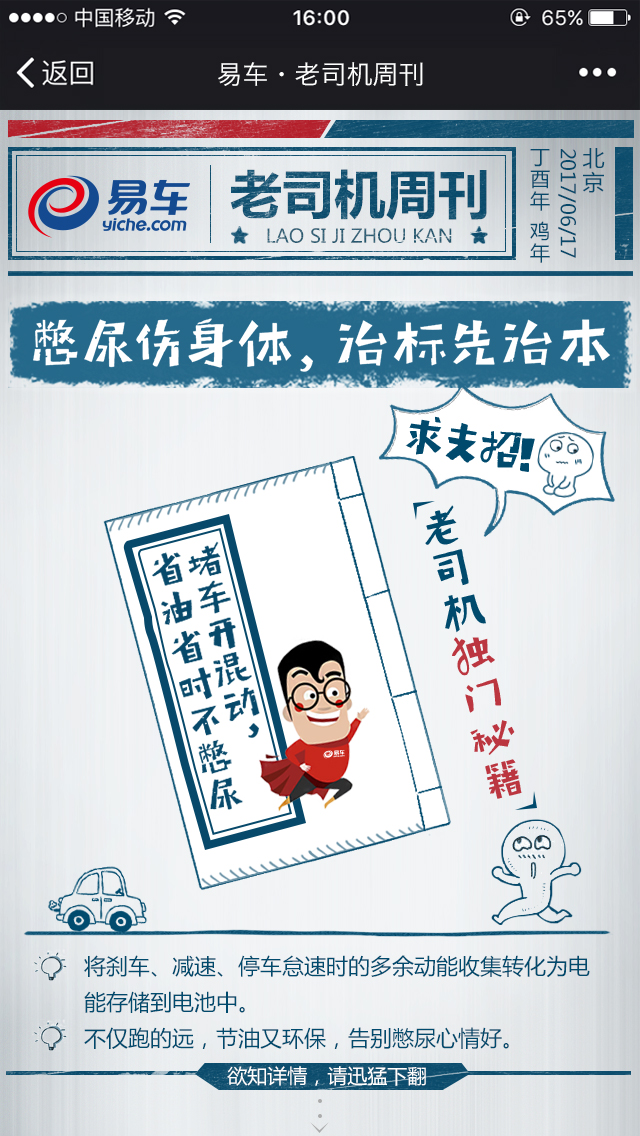 中国移动
16:00
65%
返回
易车·老司机周刊
易车
yiche.com
老司机周刊
LAO SI JI ZHOU KAN
北京
2017/06/17
丁酉年 鸡年
憋尿伤身体，治标先治本
求支招!
「老司机独门秘籍」
堵车开混动，
省油省时不憋尿
易车
将刹车、减速、停车怠速时的多余动能收集转化为电
能存储到电池中。
不仅跑的远，节油又环保，告别憋尿心情好。
欲知详情，请迅猛下翻